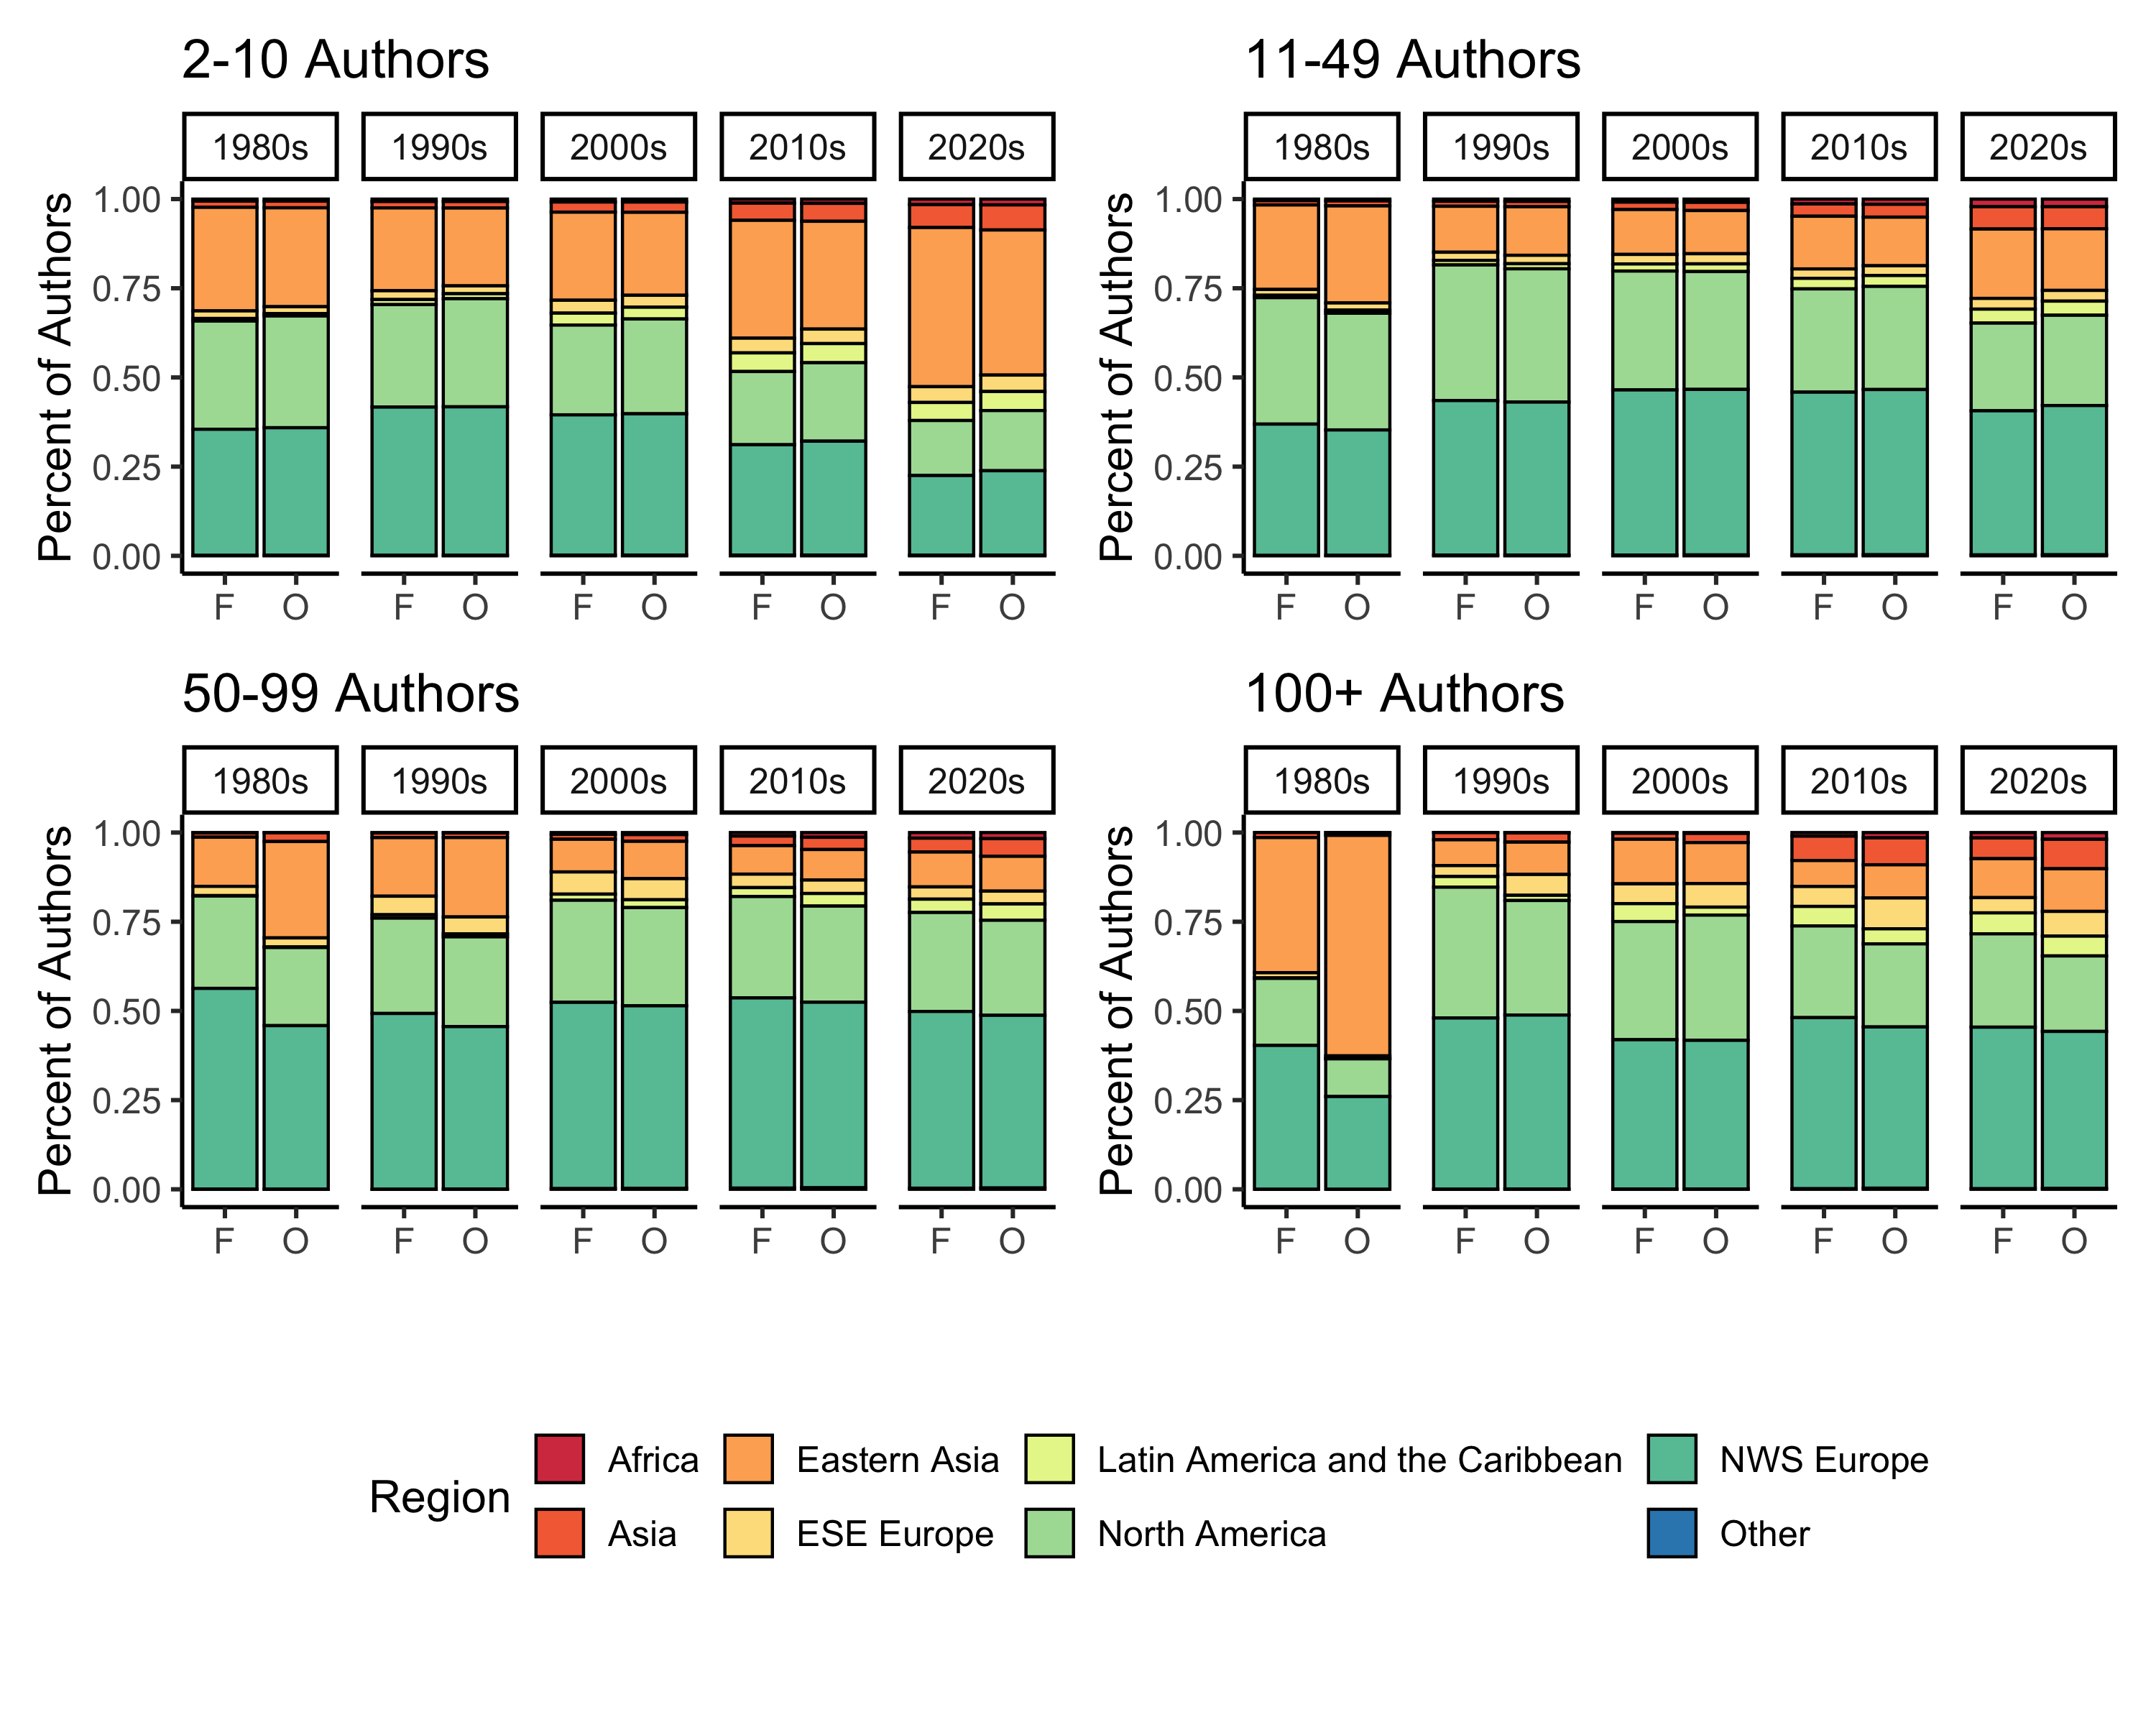 2-10 Authors
11-49 Authors
1980s 1990s 2000s 2010s 2020s
1980s 1990s 2000s 2010s 2020s
Percent of Authors
1.00
0.75
0.50
0.25
0.00
F O F O F O F O F O
Percent of Authors
1.00
0.75
0.50
0.25
0.00
F O F O F O F O F O
50-99 Authors
100+ Authors
1980s 1990s 2000s 2010s 2020s
1980s 1990s 2000s 2010s 2020s
Percent of Authors
1.00
0.75
0.50
0.25
0.00
F O F O F O F O F O
Percent of Authors
1.00
0.75
0.50
0.25
0.00
F O F O F O F O F O
Region
Africa Eastern Asia Latin America and the Caribbean NWS Europe
Asia ESE Europe North America Other